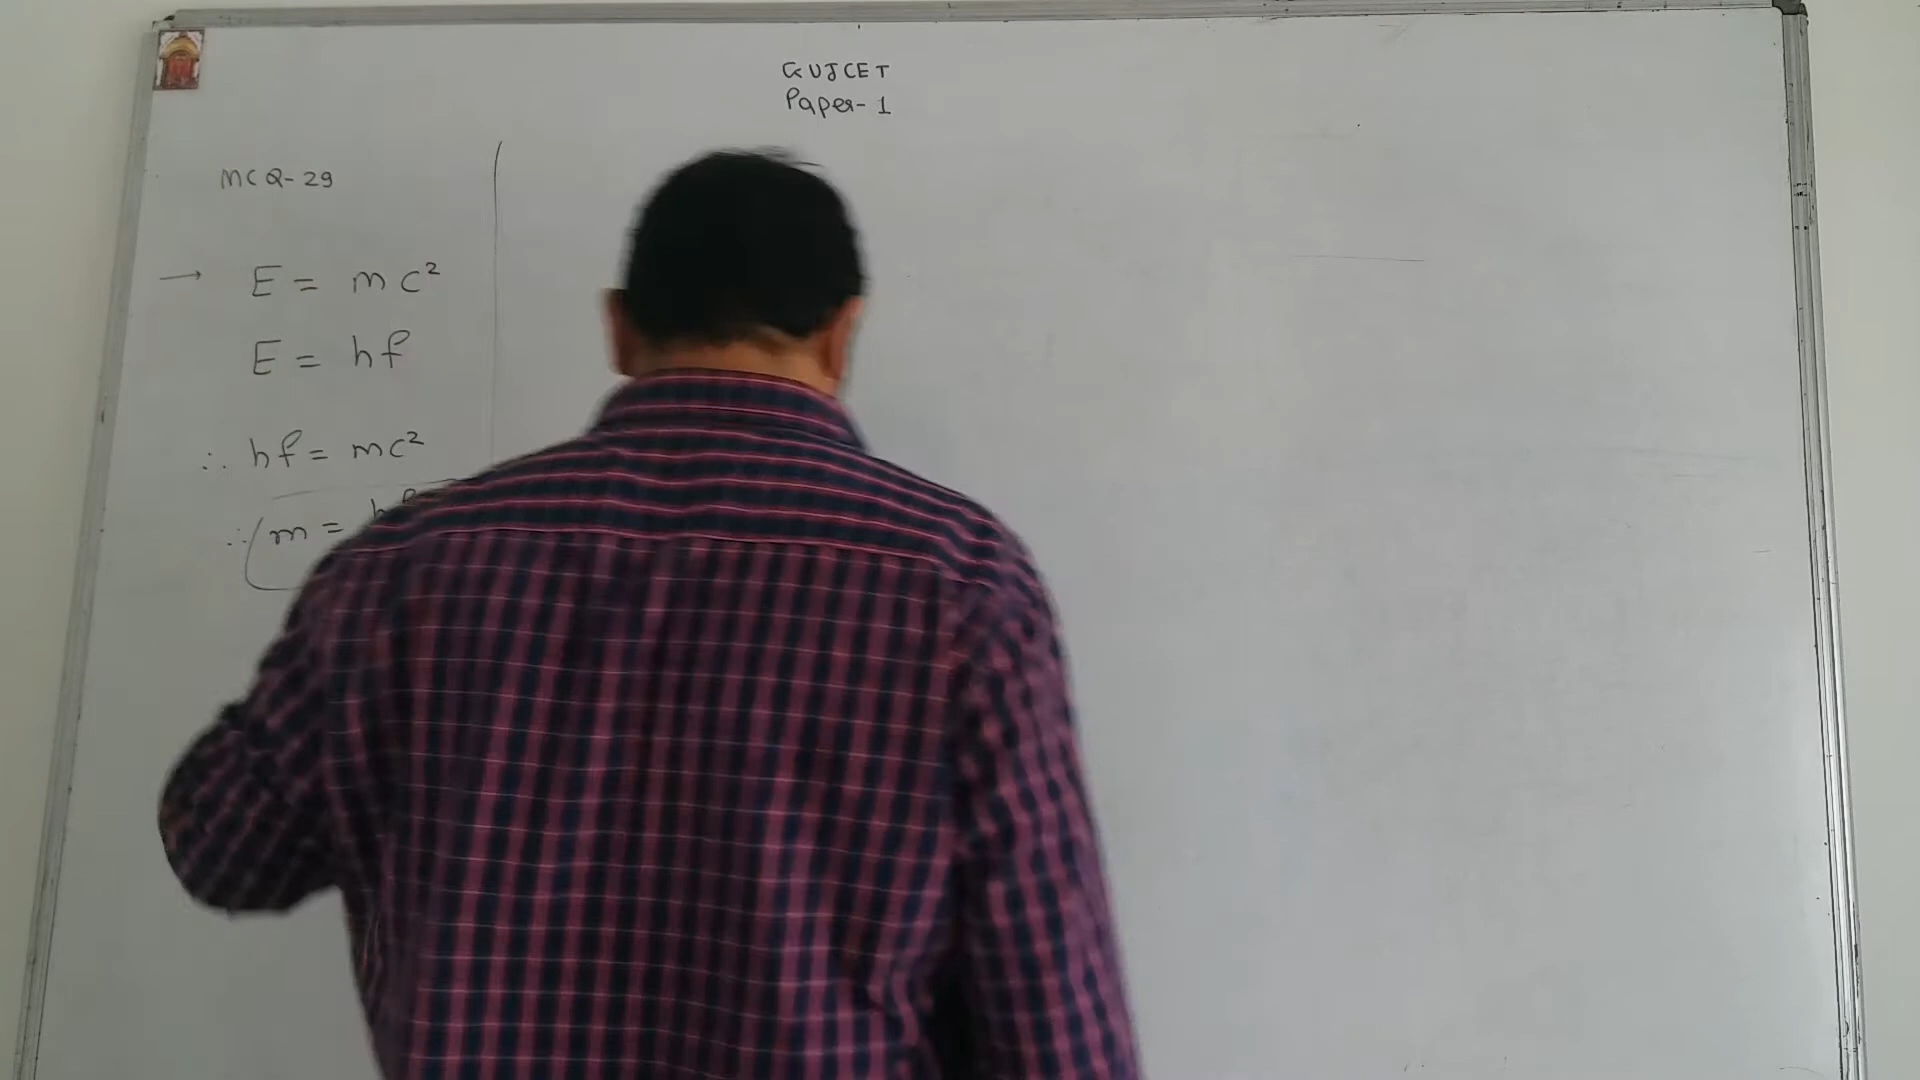 GUJCET
Paper-1
MCQ-29
→ E = mc²
E = hf
∴ hf = mc²
∴ m = h